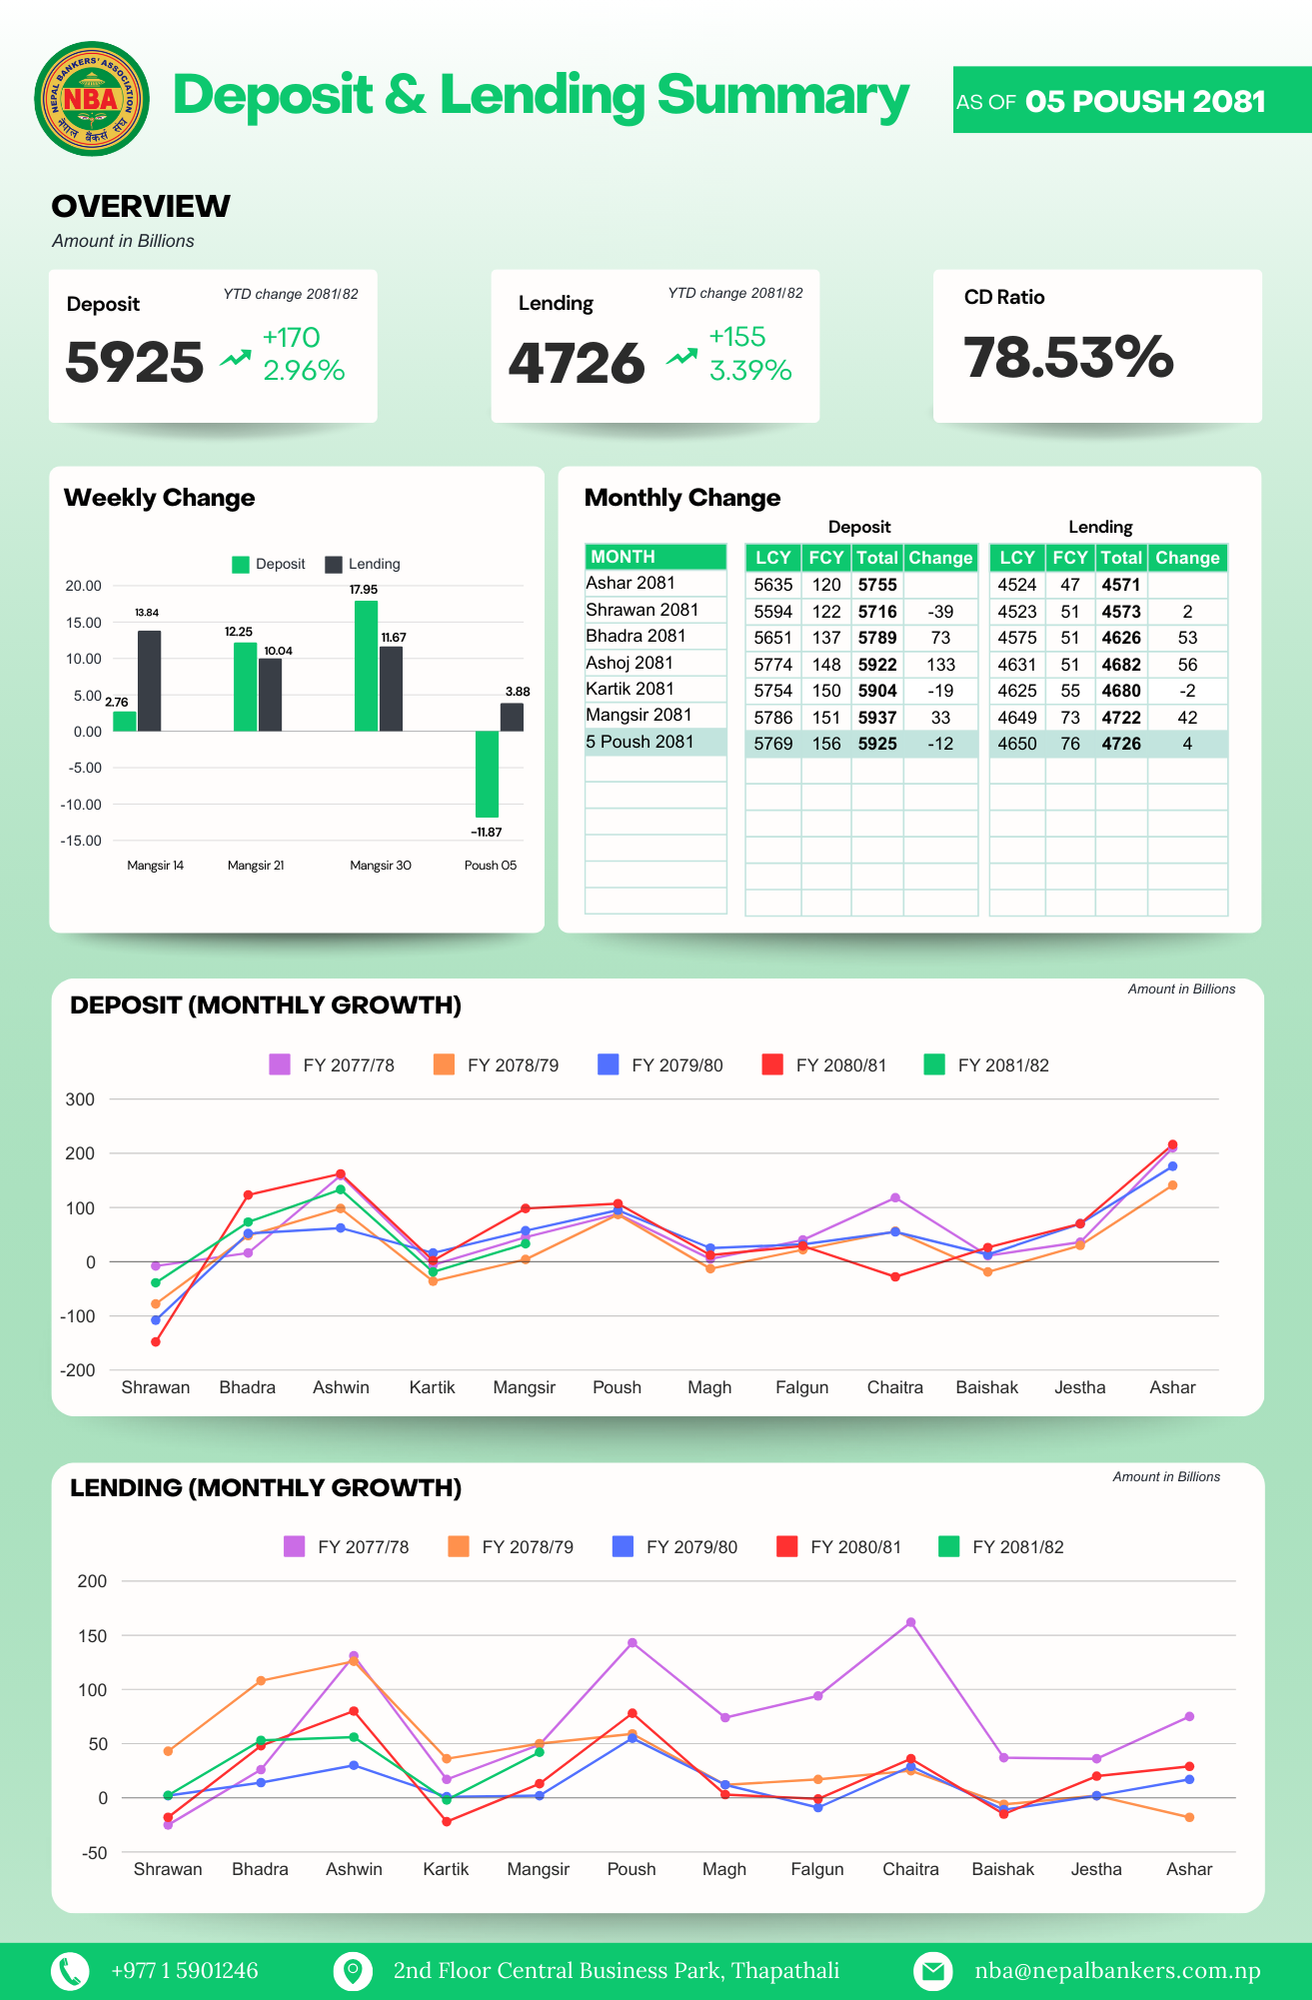 NEPAL BANKERS' ASSOCIATION
NBA
नेपाल बैंकर्स संघ
Deposit & Lending Summary
AS OF 05 POUSH 2081
OVERVIEW
Amount in Billions
Deposit
YTD change 2081/82
5925
+170
2.96%
Lending
YTD change 2081/82
4726
+155
3.39%
CD Ratio
78.53%
Weekly Change
Deposit Lending
20.00
15.00
10.00
5.00
0.00
-5.00
-10.00
-15.00
2.76
13.84
12.25
10.04
17.95
11.67
-11.87
3.88
Mangsir 14 Mangsir 21 Mangsir 30 Poush 05
Monthly Change
Deposit Lending
MONTH LCY FCY Total Change LCY FCY Total Change
Ashar 2081 5635 120 5755 4524 47 4571
Shrawan 2081 5594 122 5716 -39 4523 51 4573 2
Bhadra 2081 5651 137 5789 73 4575 51 4626 53
Ashoj 2081 5774 148 5922 133 4631 51 4682 56
Kartik 2081 5754 150 5904 -19 4625 55 4680 -2
Mangsir 2081 5786 151 5937 33 4649 73 4722 42
5 Poush 2081 5769 156 5925 -12 4650 76 4726 4
DEPOSIT (MONTHLY GROWTH)
Amount in Billions
FY 2077/78 FY 2078/79 FY 2079/80 FY 2080/81 FY 2081/82
300
200
100
0
-100
-200
Shrawan Bhadra Ashwin Kartik Mangsir Poush Magh Falgun Chaitra Baishak Jestha Ashar
LENDING (MONTHLY GROWTH)
Amount in Billions
FY 2077/78 FY 2078/79 FY 2079/80 FY 2080/81 FY 2081/82
200
150
100
50
0
-50
Shrawan Bhadra Ashwin Kartik Mangsir Poush Magh Falgun Chaitra Baishak Jestha Ashar
+977 1 5901246 2nd Floor Central Business Park, Thapathali nba@nepalbankers.com.np